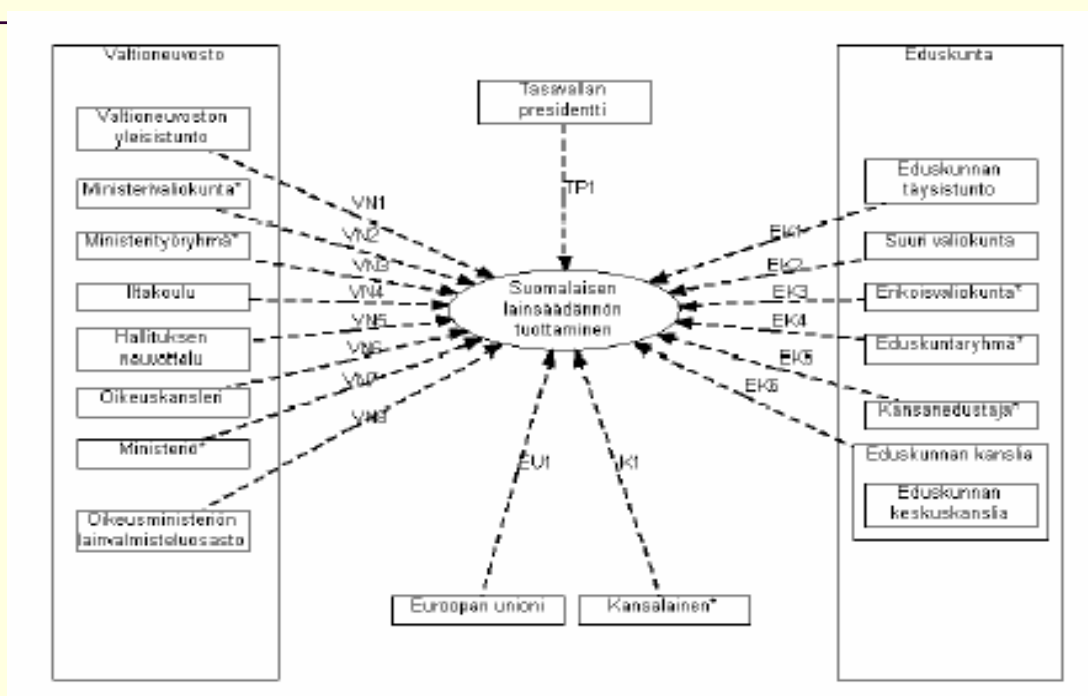 Valtioneuvosto
Valtioneuvoston
yleisistunto
Ministerivaliokunta*
Ministerityöryhmä*
Iltakoulu
Hallituksen
neuvottelu
Oikeuskansleri
Ministeriö*
Oikeusministeriön
lainvalmisteluosasto
VN1
VN2
VN3
VN4
VN5
VN6
VN7
VN8
Tasavallan
presidentti
TP1
Suomalaisen
lainsäädännön
tuottaminen
EU1
K1
Euroopan unioni
Kansalainen*
EK1
EK2
EK3
EK4
EK5
EK6
Eduskunta
Eduskunnan
täysistunto
Suuri valiokunta
Erikoisvaliokunta*
Eduskuntaryhmä*
Kansanedustaja*
Eduskunnan kanslia
Eduskunnan
keskuskanslia